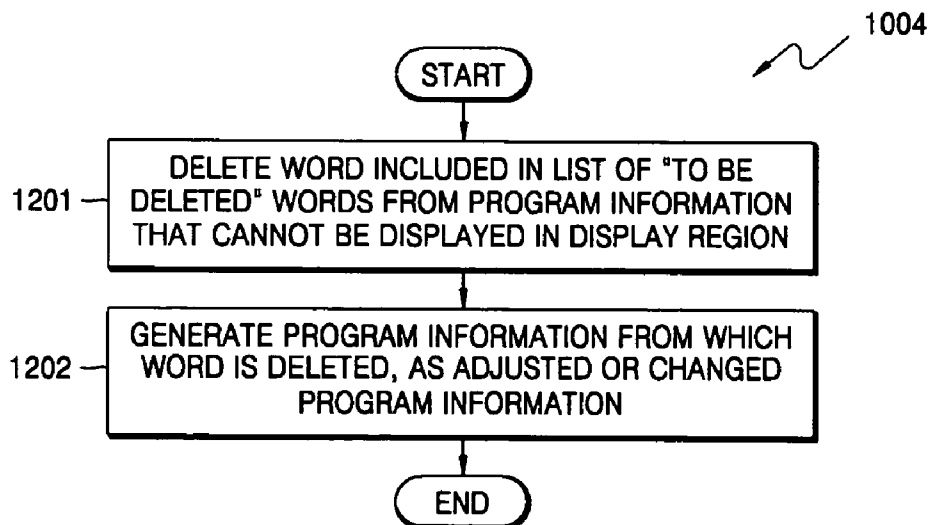 1004
START
1201
DELETE WORD INCLUDED IN LIST OF "TO BE
DELETED" WORDS FROM PROGRAM INFORMATION
THAT CANNOT BE DISPLAYED IN DISPLAY REGION
1202
GENERATE PROGRAM INFORMATION FROM WHICH
WORD IS DELETED, AS ADJUSTED OR CHANGED
PROGRAM INFORMATION
END